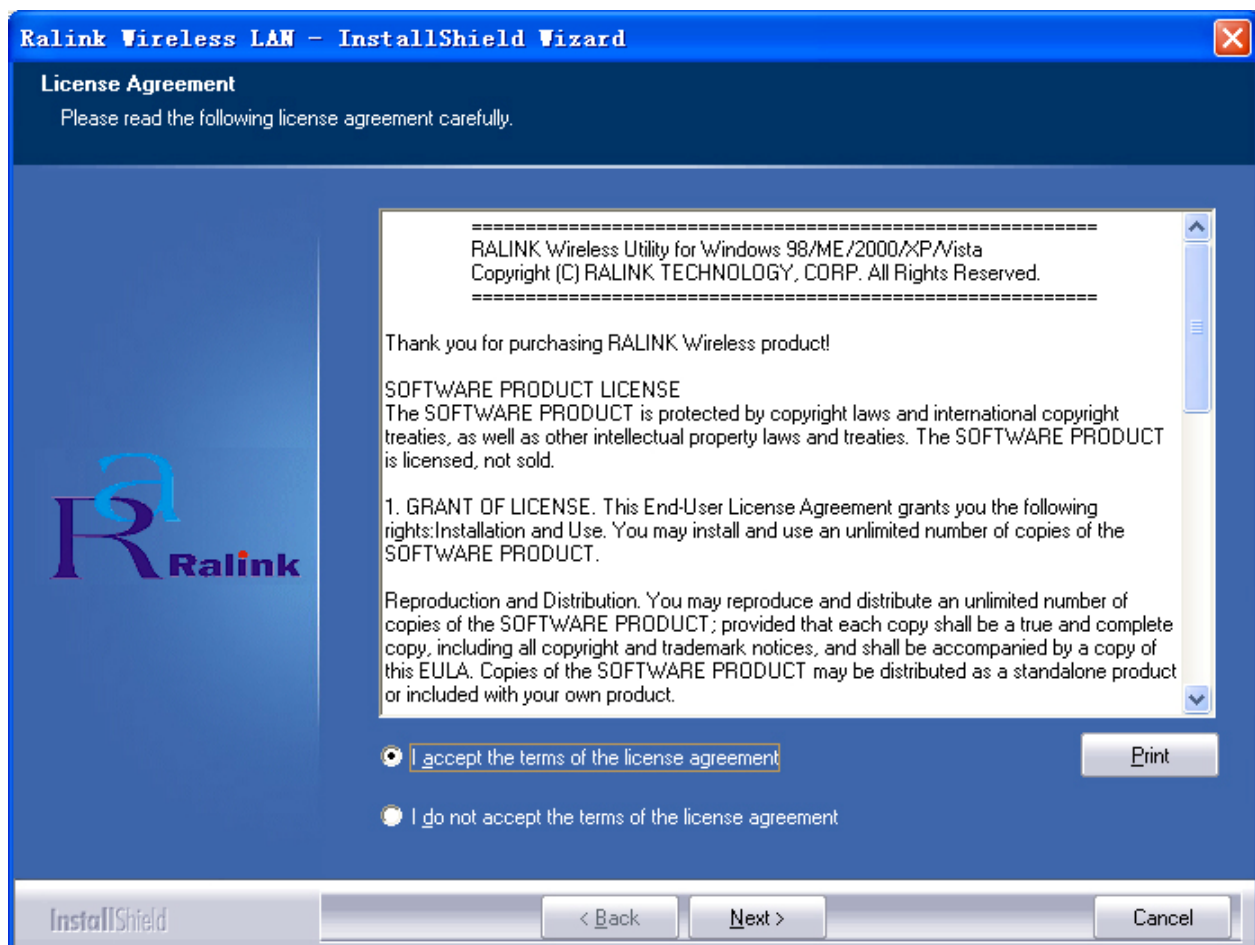 Ralink Wireless LAN - InstallShield Wizard
License Agreement
Please read the following license agreement carefully.
==========================================================
RALINK Wireless Utility for Windows 98/ME/2000/XP/Vista
Copyright (C) RALINK TECHNOLOGY, CORP. All Rights Reserved.
==========================================================
Thank you for purchasing RALINK Wireless product!
SOFTWARE PRODUCT LICENSE
The SOFTWARE PRODUCT is protected by copyright laws and international copyright
treaties, as well as other intellectual property laws and treaties. The SOFTWARE PRODUCT
is licensed, not sold.
1. GRANT OF LICENSE. This End-User License Agreement grants you the following
rights:Installation and Use. You may install and use an unlimited number of copies of the
SOFTWARE PRODUCT.
Reproduction and Distribution. You may reproduce and distribute an unlimited number of
copies of the SOFTWARE PRODUCT; provided that each copy shall be a true and complete
copy, including all copyright and trademark notices, and shall be accompanied by a copy of
this EULA. Copies of the SOFTWARE PRODUCT may be distributed as a standalone product
or included with your own product.
Ra
Ralink
I accept the terms of the license agreement
Print
I do not accept the terms of the license agreement
InstallShield
< Back
Next >
Cancel